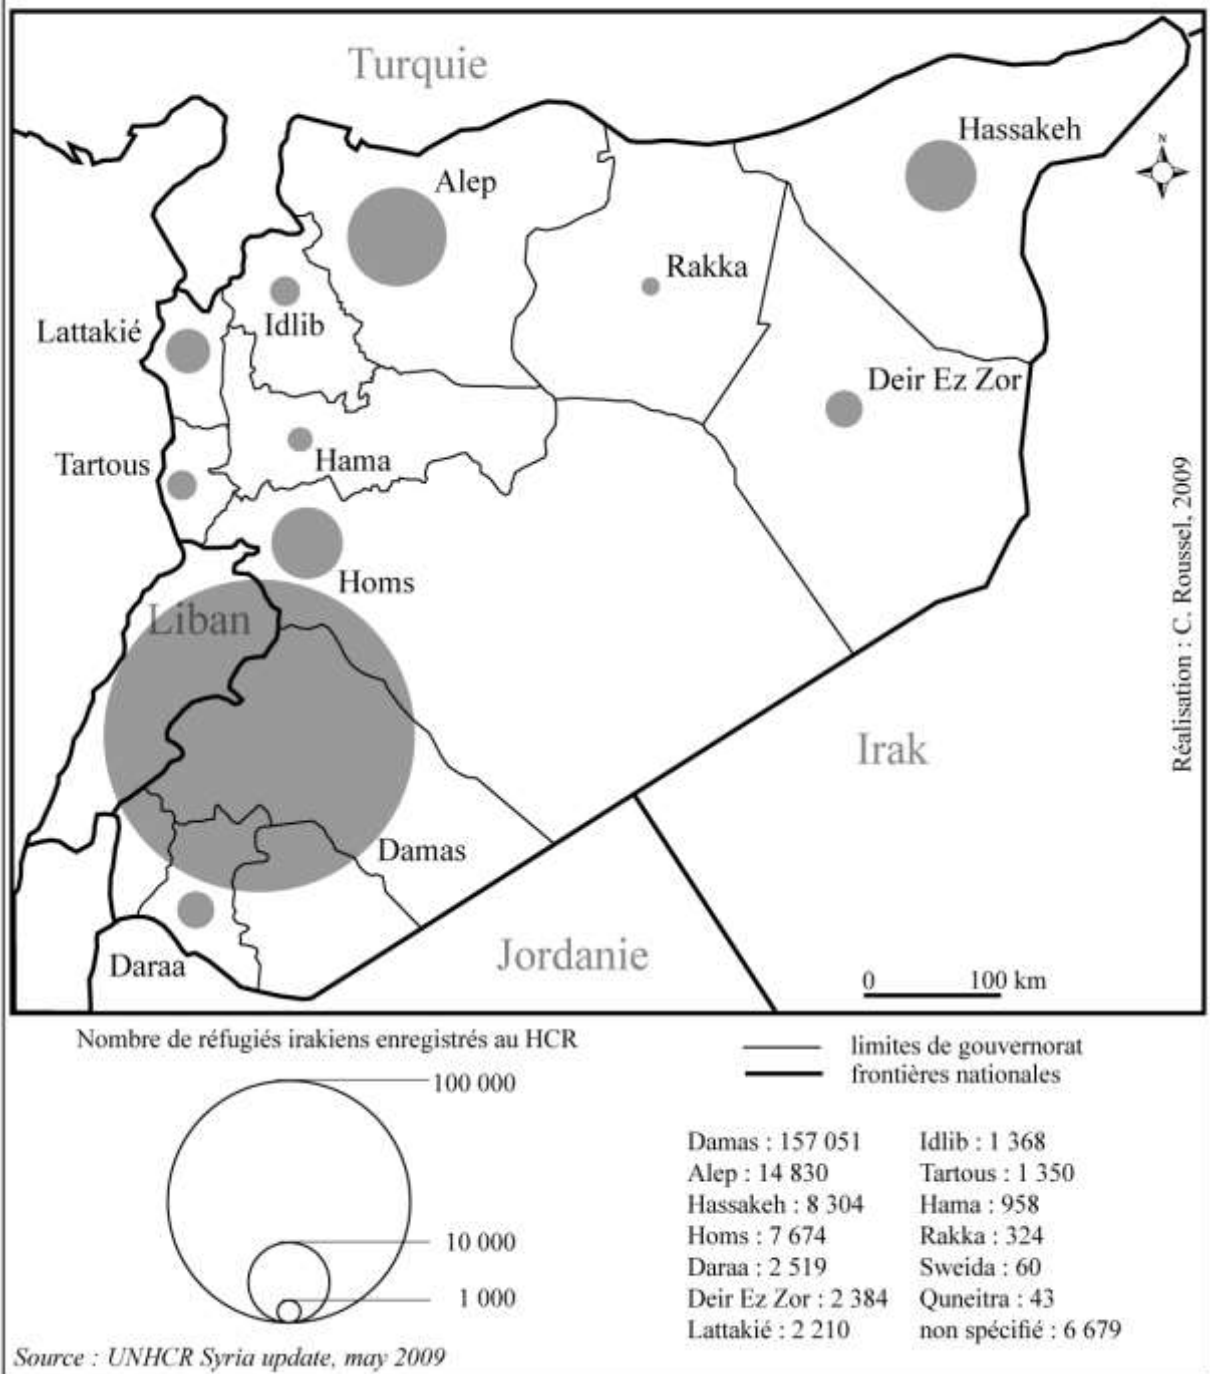 Turquie
Hassakeh
N
Alep
Rakka
Idlib
Lattakié
Deir Ez Zor
Hama
Tartous
Homs
Liban
Irak
Damas
Jordanie
Daraa
0 100 km
Réalisation : C. Roussel, 2009
Nombre de réfugiés irakiens enregistrés au HCR
100 000
10 000
1 000
limites de gouvernorat
frontières nationales
Damas : 157 051
Alep : 14 830
Hassakeh : 8 304
Homs : 7 674
Daraa : 2 519
Deir Ez Zor : 2 384
Lattakié : 2 210
Idlib : 1 368
Tartous : 1 350
Hama : 958
Rakka : 324
Sweida : 60
Quneitra : 43
non spécifié : 6 679
Source : UNHCR Syria update, may 2009